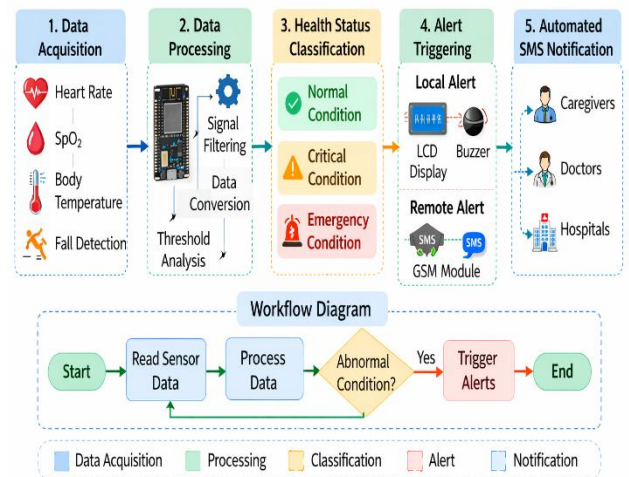 1. Data
Acquisition
Heart Rate
SpO₂
Body
Temperature
Fall Detection
2. Data
Processing
Signal
Filtering
Data
Conversion
Threshold
Analysis
3. Health Status
Classification
Normal
Condition
Critical
Condition
Emergency
Condition
4. Alert
Triggering
Local Alert
LCD
Display
Buzzer
Remote Alert
SMS
SMS
GSM Module
5. Automated
SMS Notification
Caregivers
Doctors
Hospitals
Workflow Diagram
Start
Read Sensor
Data
Process
Data
Abnormal
Condition?
Yes
Trigger
Alerts
End
Data Acquisition
Processing
Classification
Alert
Notification